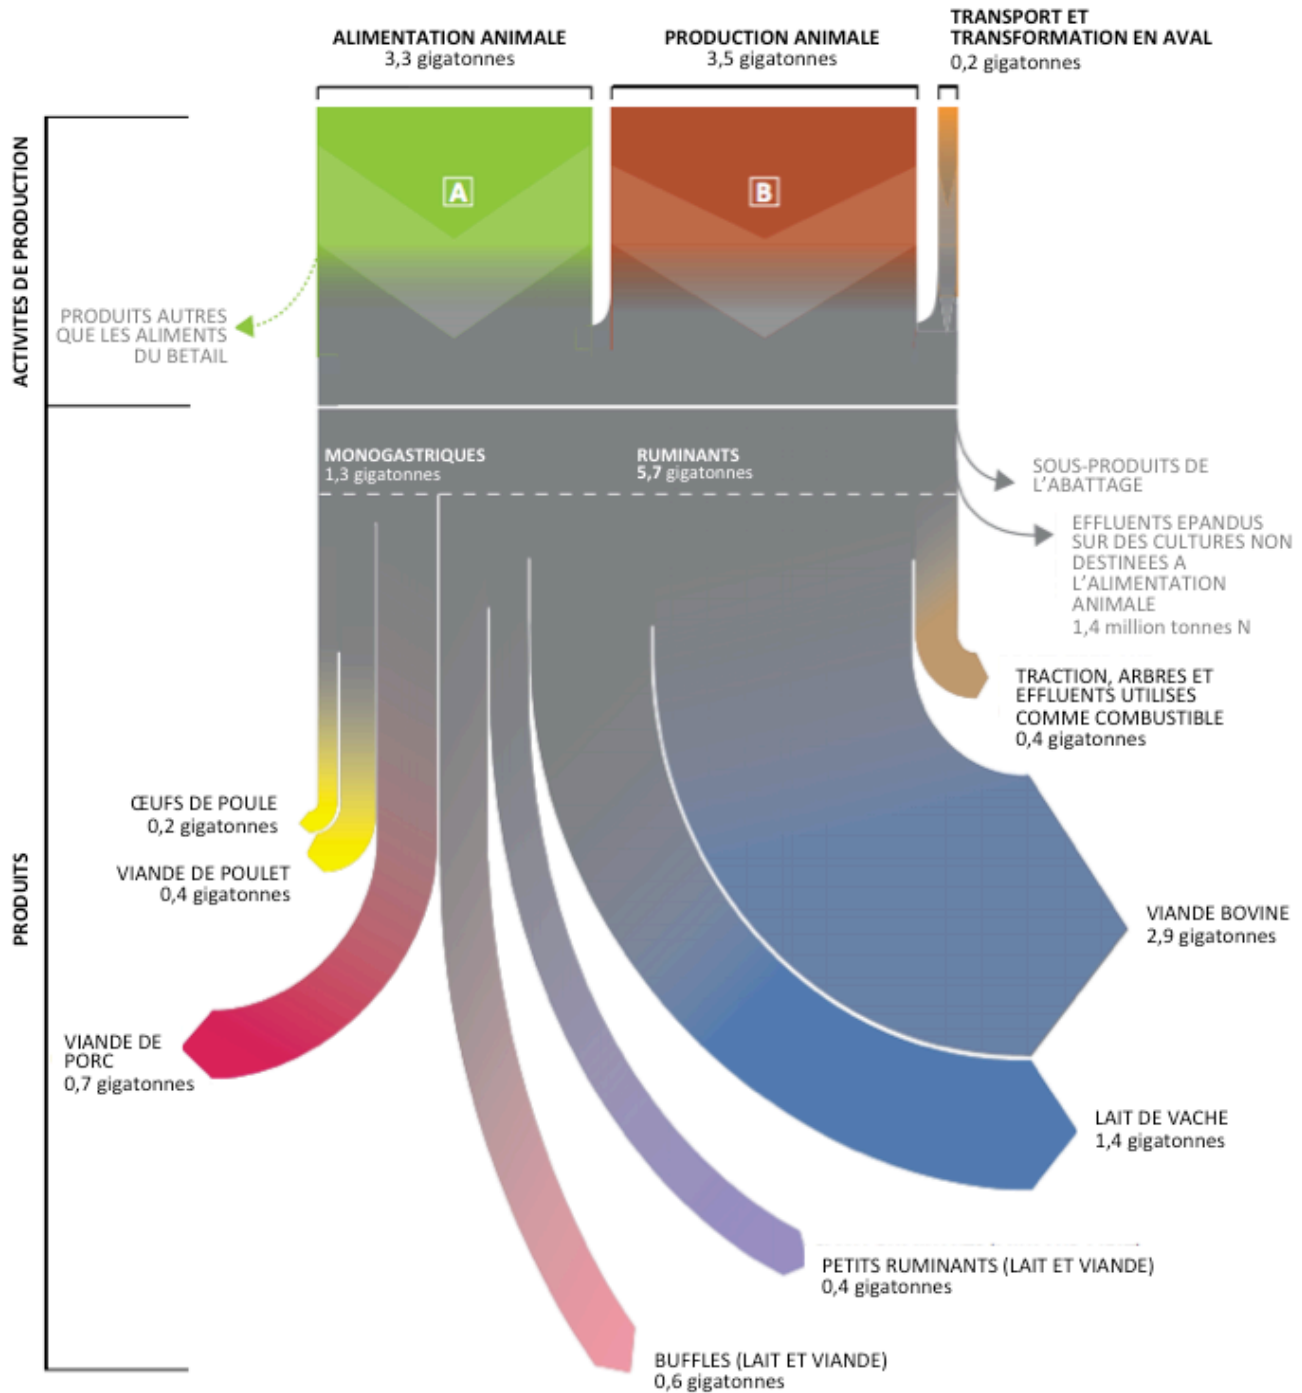 ALIMENTATION ANIMALE
3,3 gigatonnes
PRODUCTION ANIMALE
3,5 gigatonnes
TRANSPORT ET
TRANSFORMATION EN AVAL
0,2 gigatonnes
ACTIVITES DE PRODUCTION
A
B
PRODUITS AUTRES
QUE LES ALIMENTS
DU BETAIL
MONOGASTRIQUES
1,3 gigatonnes
RUMINANTS
5,7 gigatonnes
SOUS-PRODUITS DE
L'ABATTAGE
EFFLUENTS EPANDUS
SUR DES CULTURES NON
DESTINEES A
L'ALIMENTATION
ANIMALE
1,4 million tonnes N
TRACTION, ARBRES ET
EFFLUENTS UTILISES
COMME COMBUSTIBLE
0,4 gigatonnes
PRODUITS
ŒUFS DE POULE
0,2 gigatonnes
VIANDE DE POULET
0,4 gigatonnes
VIANDE BOVINE
2,9 gigatonnes
VIANDE DE
PORC
0,7 gigatonnes
LAIT DE VACHE
1,4 gigatonnes
PETITS RUMINANTS (LAIT ET VIANDE)
0,4 gigatonnes
BUFFLES (LAIT ET VIANDE)
0,6 gigatonnes